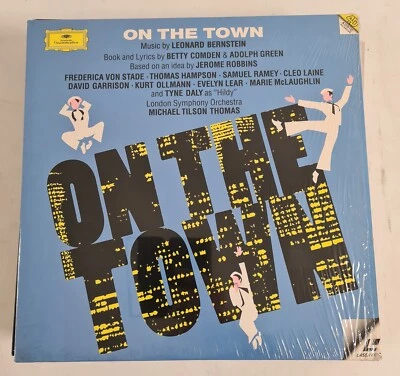 ON THE TOWN
Music by LEONARD BERNSTEIN
Book and Lyrics by BETTY COMDEN & ADOLPH GREEN
Based on an idea by JEROME ROBBINS
FREDERICA VON STADE · THOMAS HAMPSON · SAMUEL RAMEY · CLEO LAINE
DAVID GARRISON · KURT OLLMANN · EVELYN LEAR · MARIE McLAUGHLIN
and TYNE DALY as "Hildy"
London Symphony Orchestra
MICHAEL TILSON THOMAS
ON THE
TOWN